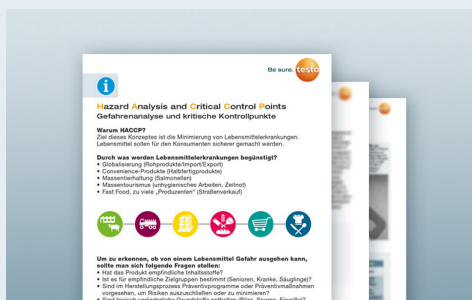 Be sure. testo
i
Hazard Analysis and Critical Control Points
Gefahrenanalyse und kritische Kontrollpunkte
Warum HACCP?
Ziel dieses Konzeptes ist die Minimierung von Lebensmittelerkrankungen.
Lebensmittel sollen für den Konsumenten sicherer gemacht werden.
Durch was werden Lebensmittelerkrankungen begünstigt?
• Globalisierung (Rohprodukte/Import/Export)
• Convenience-Produkte (Halbfertigprodukte)
• Massentierhaltung (Salmonellen)
• Massentourismus (unhygienisches Arbeiten, Zeitnot)
• Fast Food, zu viele „Produzenten“ (Straßenverkauf)
Um zu erkennen, ob von einem Lebensmittel Gefahr ausgehen kann,
sollte man sich folgende Fragen stellen:
• Hat das Produkt empfindliche Inhaltsstoffe?
• Ist es für empfindliche Zielgruppen bestimmt (Senioren, Kranke, Säuglinge)?
• Sind im Herstellungsprozess Präventivprogramme oder Präventivmaßnahmen
vorgesehen, um Risiken auszuschließen oder zu minimieren?